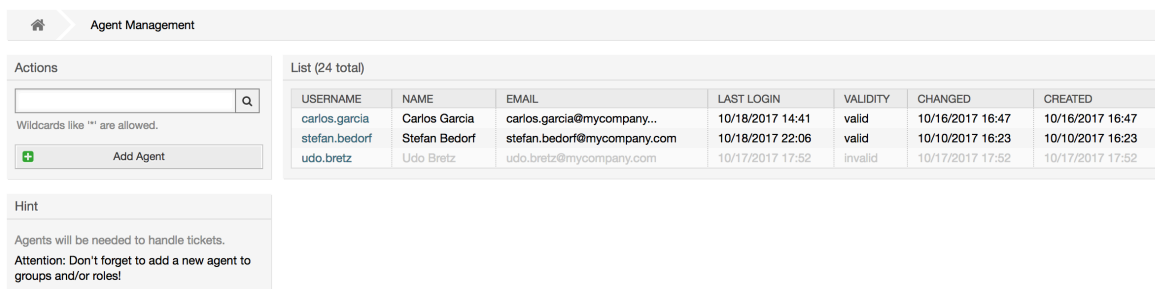 Agent Management
Actions
Wildcards like '*' are allowed.
Add Agent
Hint
Agents will be needed to handle tickets.
Attention: Don't forget to add a new agent to
groups and/or roles!
List (24 total)
USERNAME NAME EMAIL LAST LOGIN VALIDITY CHANGED CREATED
carlos.garcia Carlos Garcia carlos.garcia@mycompany... 10/18/2017 14:41 valid 10/16/2017 16:47 10/16/2017 16:47
stefan.bedorf Stefan Bedorf stefan.bedorf@mycompany.com 10/18/2017 22:06 valid 10/10/2017 16:23 10/10/2017 16:23
udo.bretz Udo Bretz udo.bretz@mycompany.com 10/17/2017 17:52 invalid 10/17/2017 17:52 10/17/2017 17:52